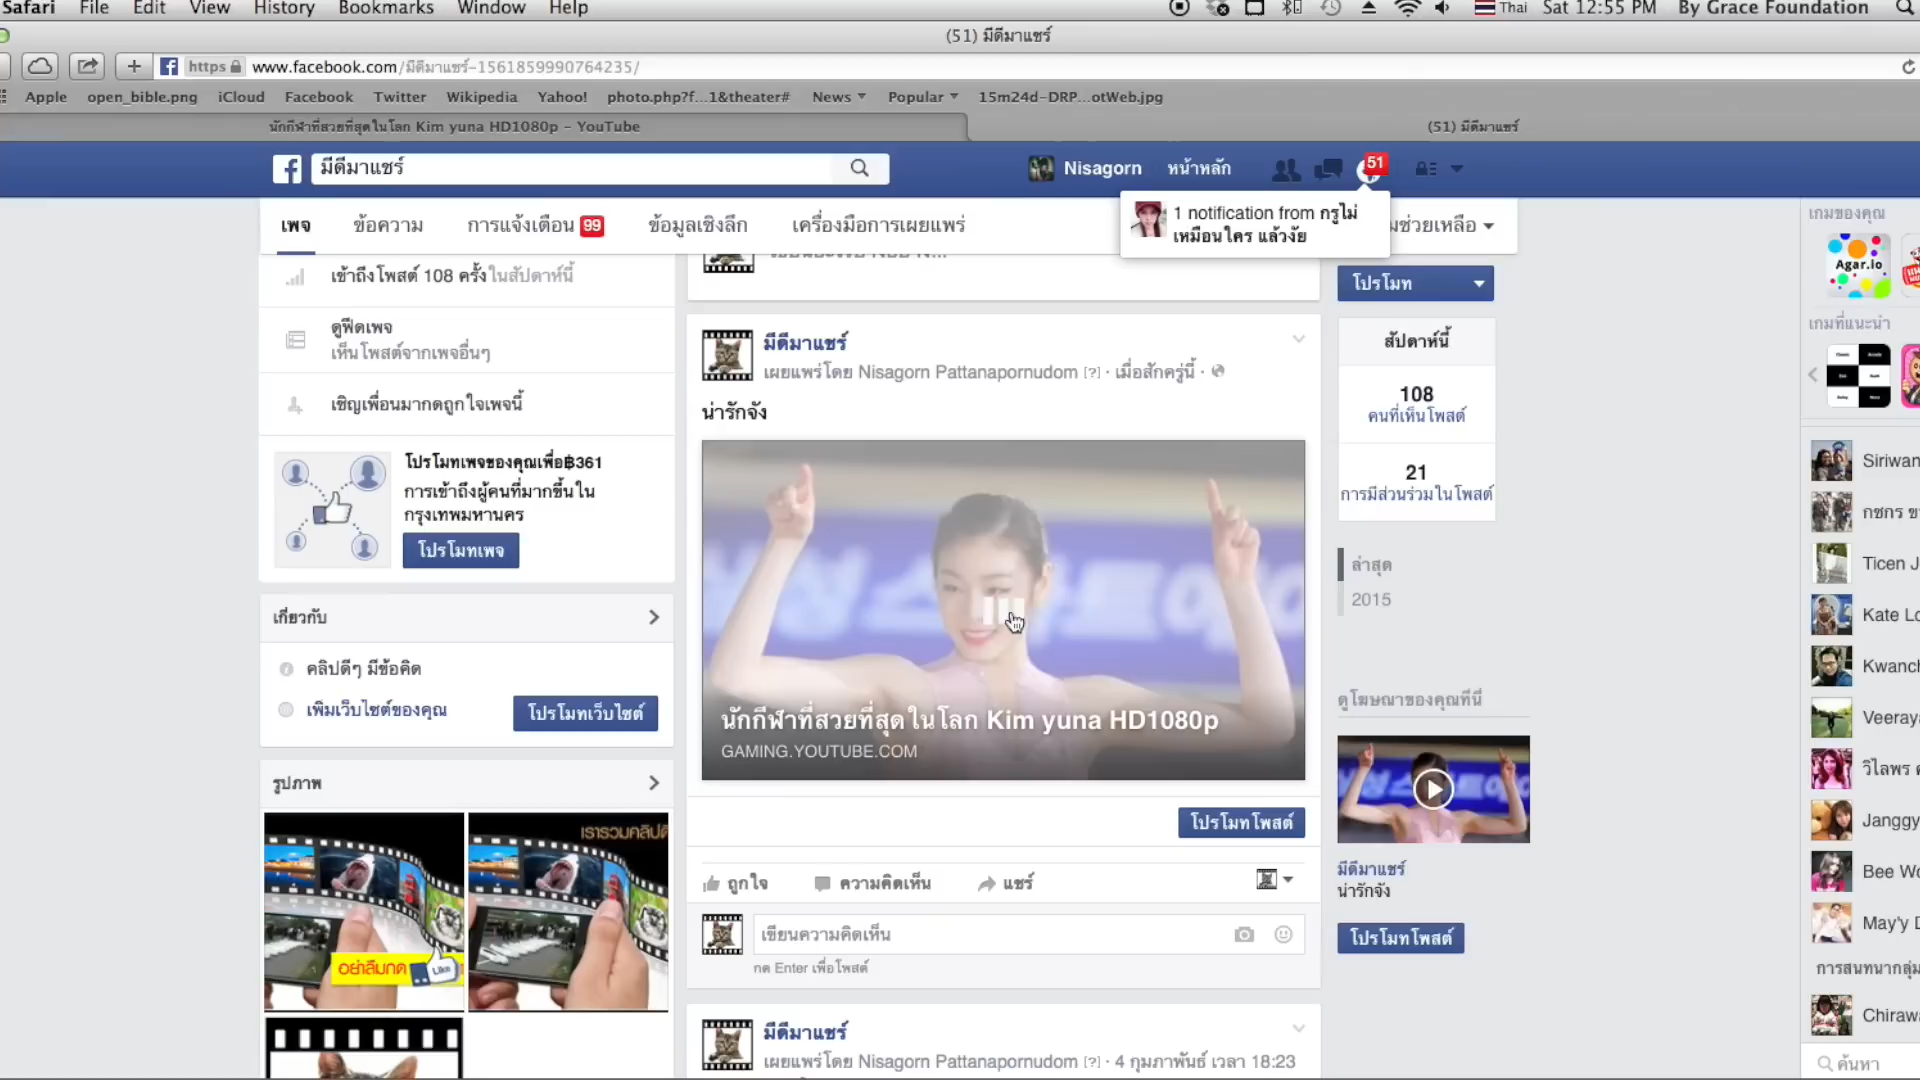 Safari File Edit View History Bookmarks Window Help Thai Sat 12:55 PM By Grace Foundation
(51) มีดีมาแชร์
https www.facebook.com/มีดีมาแชร์-1561859990764235/
Apple open_bible.png iCloud Facebook Twitter Wikipedia Yahoo! photo.php?f...1&theater# News Popular 15m24d-DRP...otWeb.jpg
นักกีฬาที่สวยที่สุดในโลก Kim yuna HD1080p - YouTube
(51) มีดีมาแชร์
มีดีมาแชร์
Nisagorn หน้าหลัก 51
1 notification from กรูไม่
เหมือนใคร แล้วงัย
เพจ ข้อความ การแจ้งเตือน 99 ข้อมูลเชิงลึก เครื่องมือการเผยแพร่
เข้าถึงโพสต์ 108 ครั้งในสัปดาห์นี้
ดูฟีดเพจ
เห็นโพสต์จากเพจอื่นๆ
เชิญเพื่อนมากดถูกใจเพจนี้
โปรโมทเพจของคุณเพื่อ฿361
การเข้าถึงผู้คนที่มากขึ้นใน
กรุงเทพมหานคร
โปรโมทเพจ
เกี่ยวกับ
คลิปดีๆ มีข้อคิด
เพิ่มเว็บไซต์ของคุณ
โปรโมทเว็บไซต์
รูปภาพ
อย่าลืมกด Like
เรารวมคลิปดี
มีดีมาแชร์
เผยแพร่โดย Nisagorn Pattanapornudom [?] · เมื่อสักครู่นี้ ·
น่ารักจัง
นักกีฬาที่สวยที่สุดในโลก Kim yuna HD1080p
GAMING.YOUTUBE.COM
โปรโมทโพสต์
ถูกใจ ความคิดเห็น แชร์
เขียนความคิดเห็น
กด Enter เพื่อโพสต์
มีดีมาแชร์
เผยแพร่โดย Nisagorn Pattanapornudom [?] · 4 กุมภาพันธ์ เวลา 18:23
โปรโมท
สัปดาห์นี้
108
คนที่เห็นโพสต์
21
การมีส่วนร่วมในโพสต์
ล่าสุด
2015
ดูโฆษณาของคุณที่นี่
มีดีมาแชร์
น่ารักจัง
โปรโมทโพสต์
เกมของคุณ
Agar.io
เกมที่แนะนำ
Siriwan
กชกร ข
Ticen J
Kate Lo
Kwanch
Veeraya
วิไลพร
Janggy
Bee Wo
May'y D
การสนทนากลุ่ม
Chirawa
ค้นหา